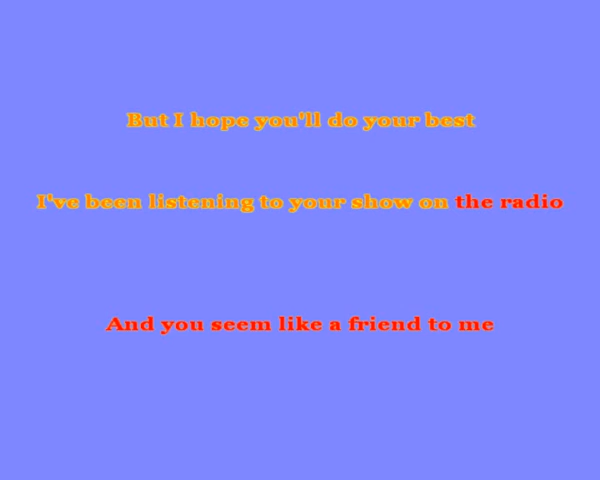 But I hope you'll do your best
I've been listening to your show on the radio
And you seem like a friend to me